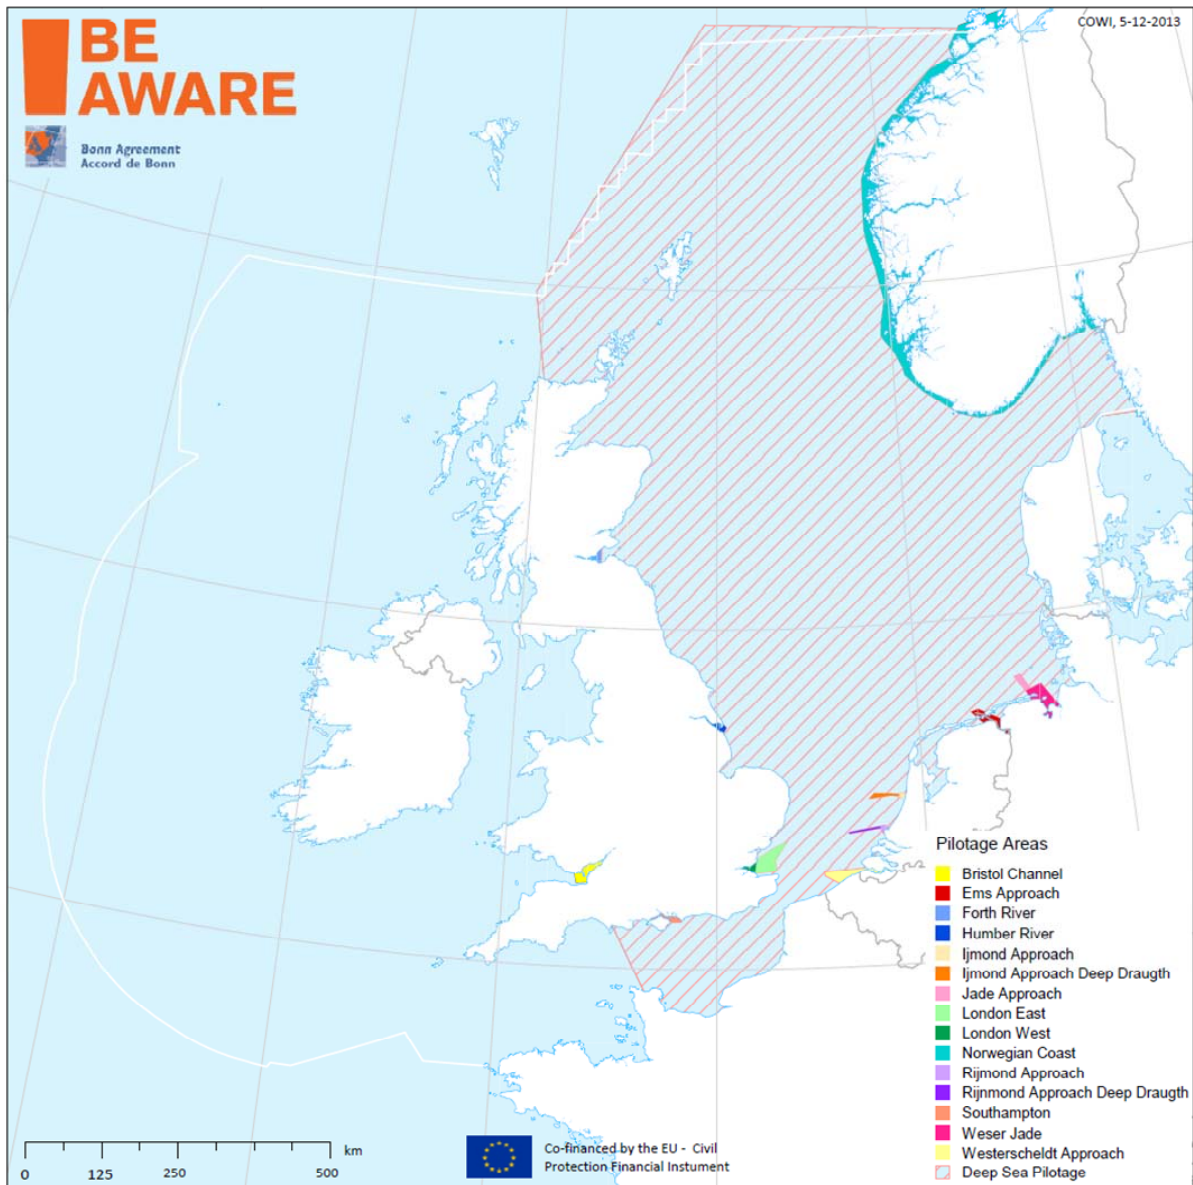 BE
AWARE
Bonn Agreement
Accord de Bonn
COWI, 5-12-2013
Pilotage Areas
Bristol Channel
Ems Approach
Forth River
Humber River
Ijmond Approach
Ijmond Approach Deep Draugth
Jade Approach
London East
London West
Norwegian Coast
Rijmond Approach
Rijnmond Approach Deep Draugth
Southampton
Weser Jade
Westerscheldt Approach
Deep Sea Pilotage
km
0 125 250 500
Co-financed by the EU - Civil
Protection Financial Instument